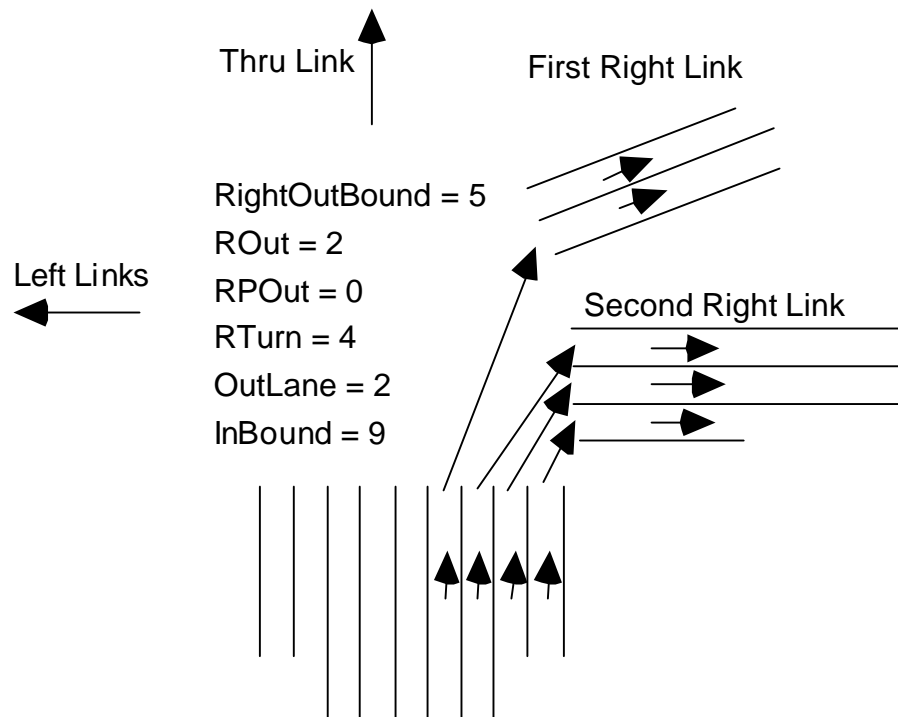 Thru Link
First Right Link
RightOutBound = 5
ROut = 2
Left Links
RPOut = 0
Second Right Link
RTurn = 4
OutLane = 2
InBound = 9